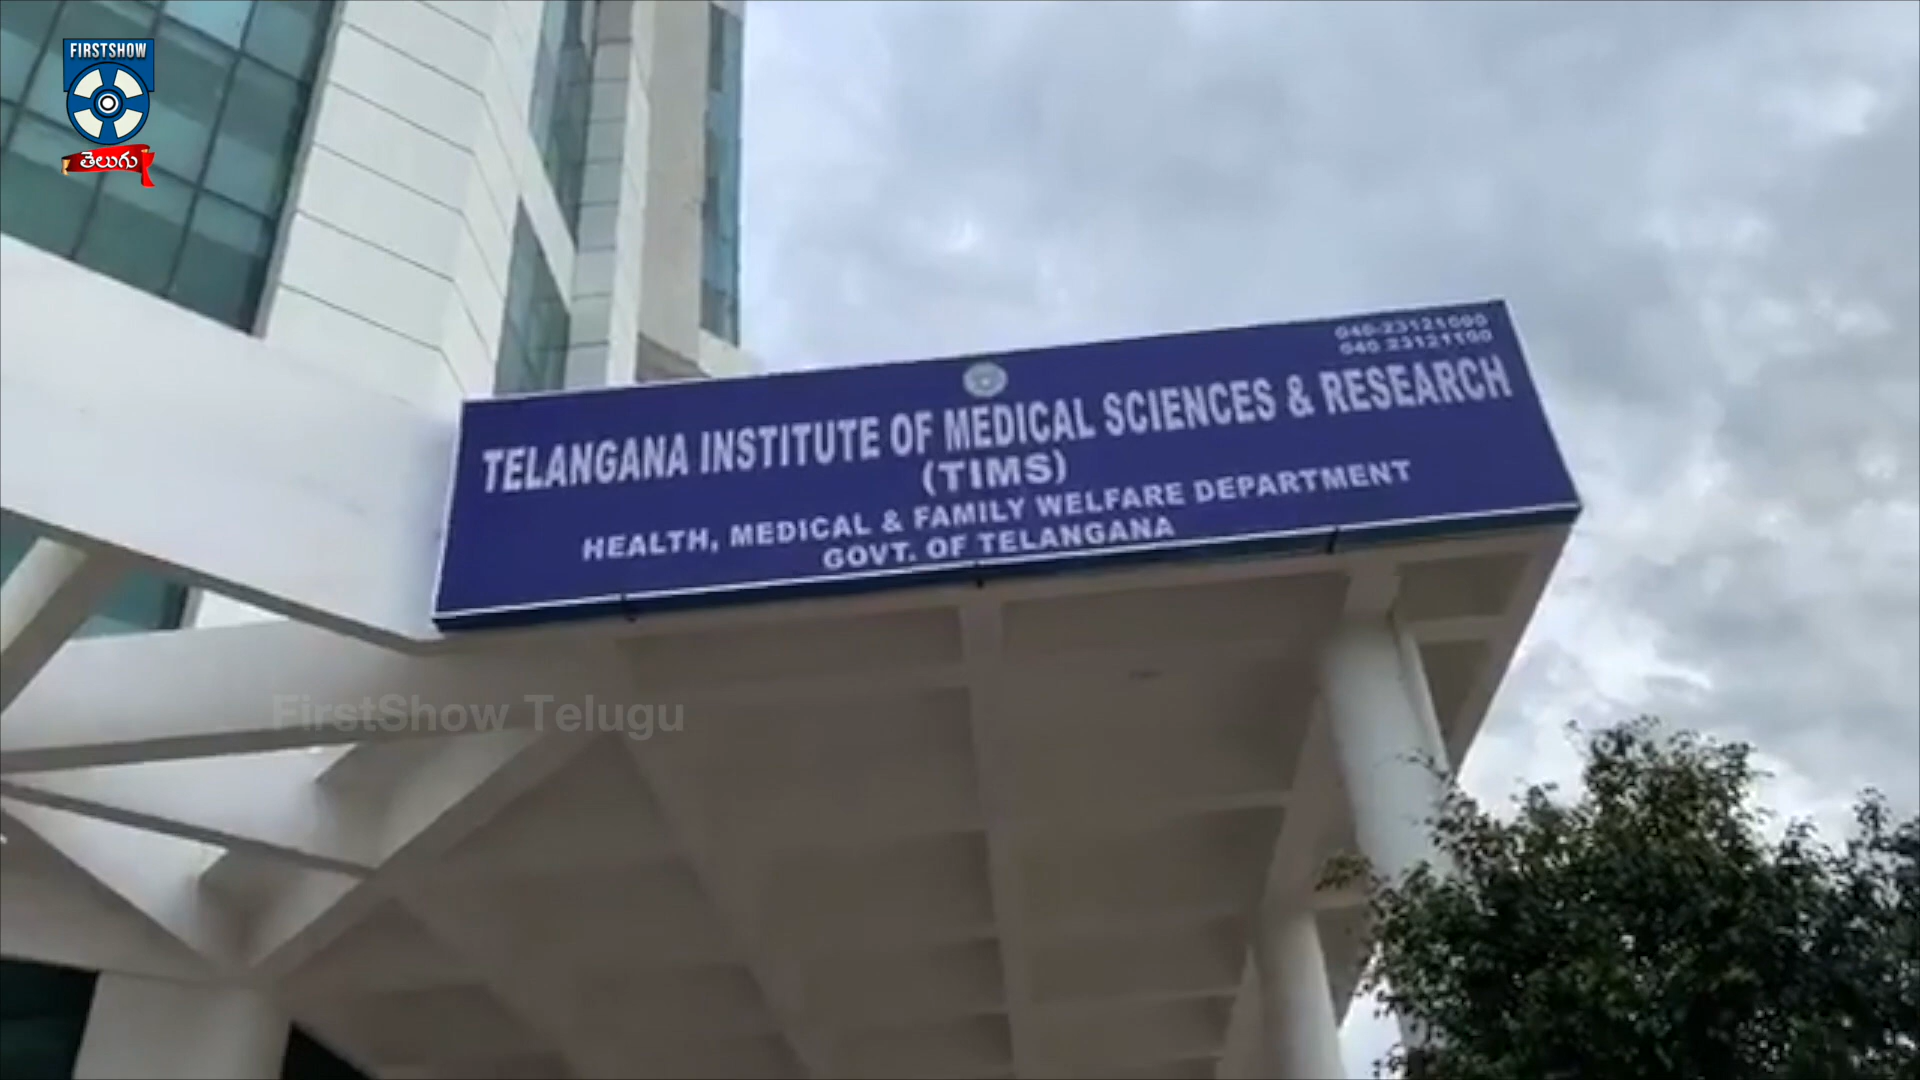 FIRSTSHOW
తెలుగు
040-23121090
040-23121100
TELANGANA INSTITUTE OF MEDICAL SCIENCES & RESEARCH
(TIMS)
HEALTH, MEDICAL & FAMILY WELFARE DEPARTMENT
GOVT. OF TELANGANA
FirstShow Telugu